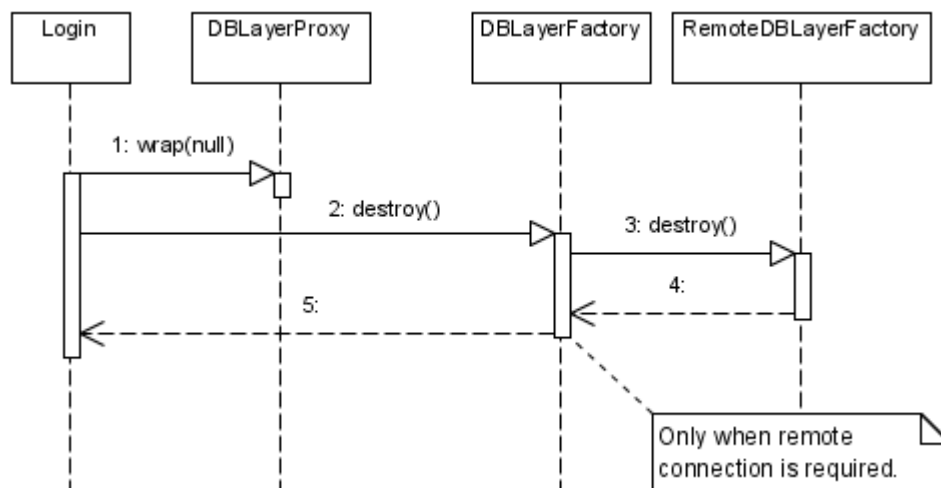 Login
DBLayerProxy
DBLayerFactory
RemoteDBLayerFactory
1: wrap(null)
2: destroy()
3: destroy()
4:
5:
Only when remote
connection is required.